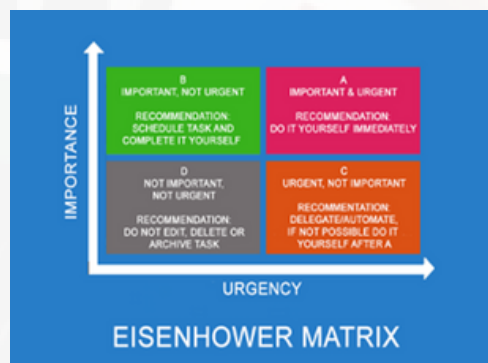 IMPORTANCE
B
IMPORTANT, NOT URGENT
RECOMMENDATION:
SCHEDULE TASK AND
COMPLETE IT YOURSELF
A
IMPORTANT & URGENT
RECOMMENDATION:
DO IT YOURSELF IMMEDIATELY
D
NOT IMPORTANT,
NOT URGENT
RECOMMENDATION:
DO NOT EDIT, DELETE OR
ARCHIVE TASK
C
URGENT, NOT IMPORTANT
RECOMMENTATION:
DELEGATE/AUTOMATE,
IF NOT POSSIBLE DO IT
YOURSELF AFTER A
URGENCY
EISENHOWER MATRIX